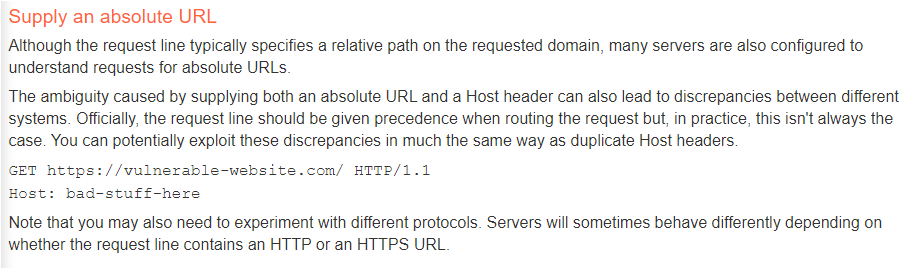 Supply an absolute URL
Although the request line typically specifies a relative path on the requested domain, many servers are also configured to
understand requests for absolute URLs.
The ambiguity caused by supplying both an absolute URL and a Host header can also lead to discrepancies between different
systems. Officially, the request line should be given precedence when routing the request but, in practice, this isn't always the
case. You can potentially exploit these discrepancies in much the same way as duplicate Host headers.
GET https://vulnerable-website.com/ HTTP/1.1
Host: bad-stuff-here
Note that you may also need to experiment with different protocols. Servers will sometimes behave differently depending on
whether the request line contains an HTTP or an HTTPS URL.